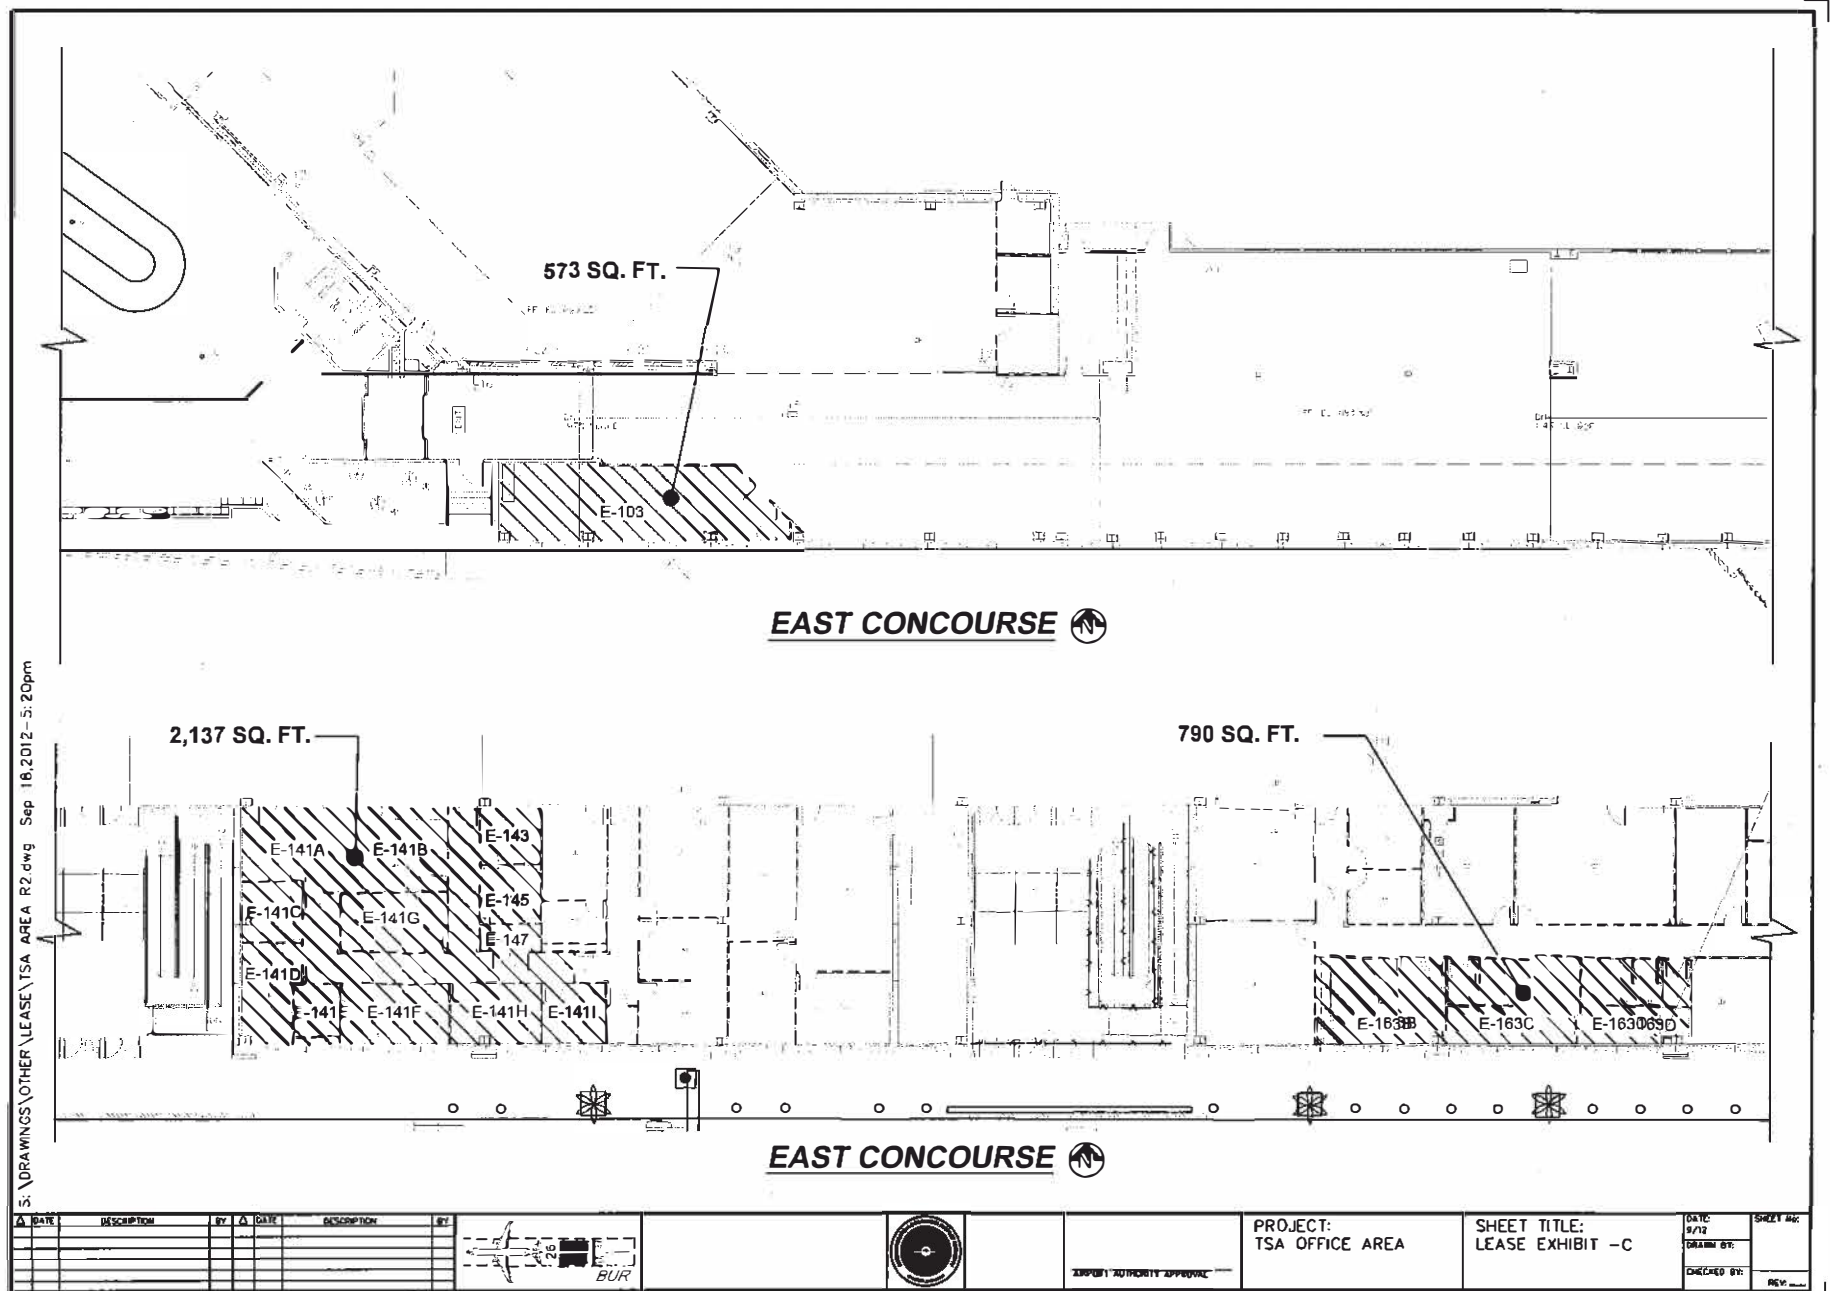 573 SQ. FT.
EXIT
E-103
EAST CONCOURSE N
S:\DRAWINGS\OTHER\LEASE\TSA AREA R2.dwg Sep 18,2012-5:20pm
2,137 SQ. FT.
790 SQ. FT.
E-141A
E-141B
E-143
E-141C
E-141G
E-145
E-147
E-141D
E-141F
E-141H
E-141I
E-163C
EAST CONCOURSE N
DATE DESCRIPTION BY DATE DESCRIPTION BY
26
BUR
AIRPORT AUTHORITY APPROVAL
PROJECT:
TSA OFFICE AREA
SHEET TITLE:
LEASE EXHIBIT -C
DATE:
9/12
DRAWN BY:
CHECKED BY:
SHEET No:
REV: